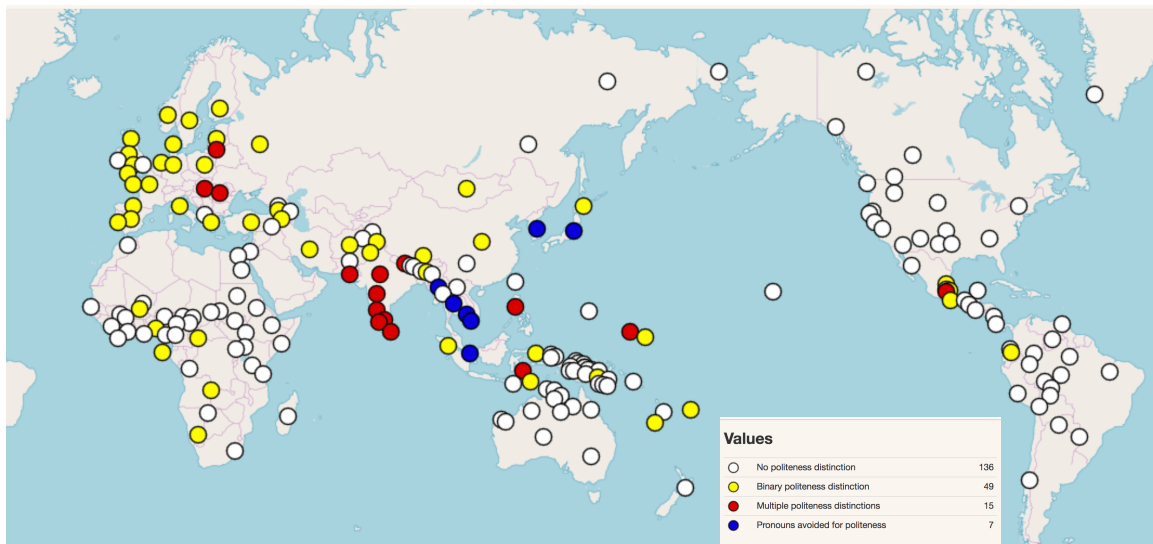 Values
No politeness distinction 136
Binary politeness distinction 49
Multiple politeness distinctions 15
Pronouns avoided for politeness 7